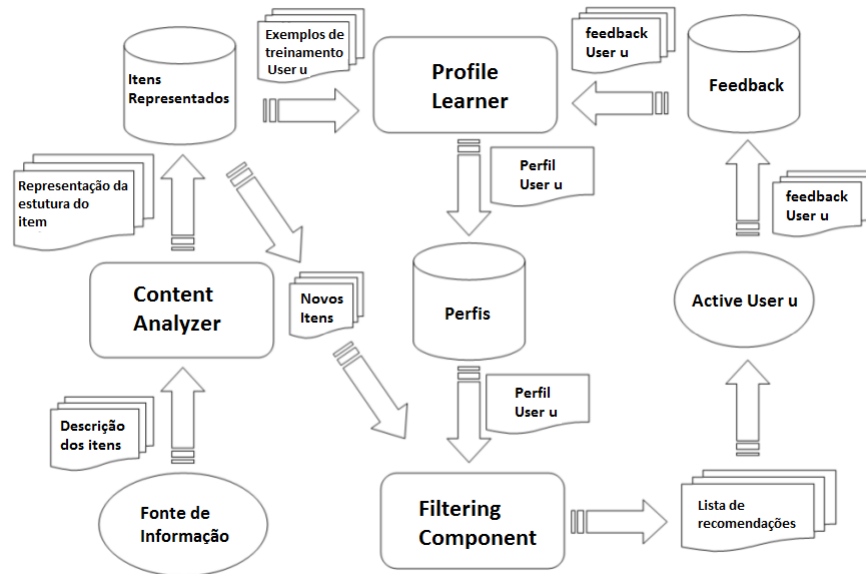 Itens
Representados
Exemplos de
treinamento
User u
Profile
Learner
feedback
User u
Feedback
Representação da
estutura do
item
Perfil
User u
feedback
User u
Content
Analyzer
Novos
Itens
Perfis
Active User u
Descrição
dos itens
Perfil
User u
Fonte de
Informação
Filtering
Component
Lista de
recomendações